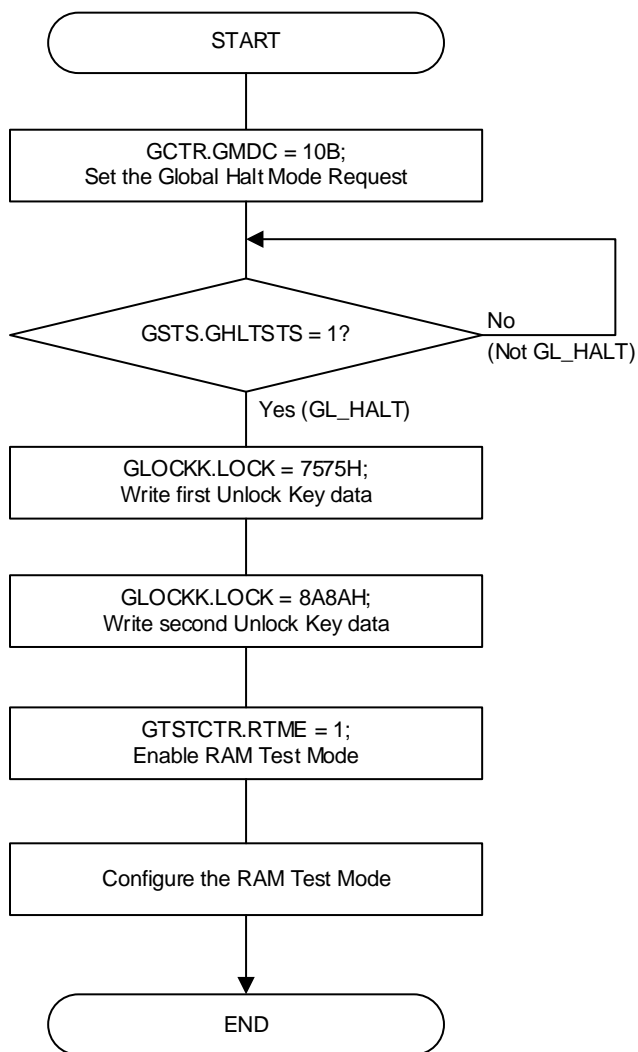 START
GCTR.GMDC = 10B;
Set the Global Halt Mode Request
GSTS.GHLTSTS = 1?
No
(Not GL_HALT)
Yes (GL_HALT)
GLOCKK.LOCK = 7575H;
Write first Unlock Key data
GLOCKK.LOCK = 8A8AH;
Write second Unlock Key data
GTSTCTR.RTME = 1;
Enable RAM Test Mode
Configure the RAM Test Mode
END